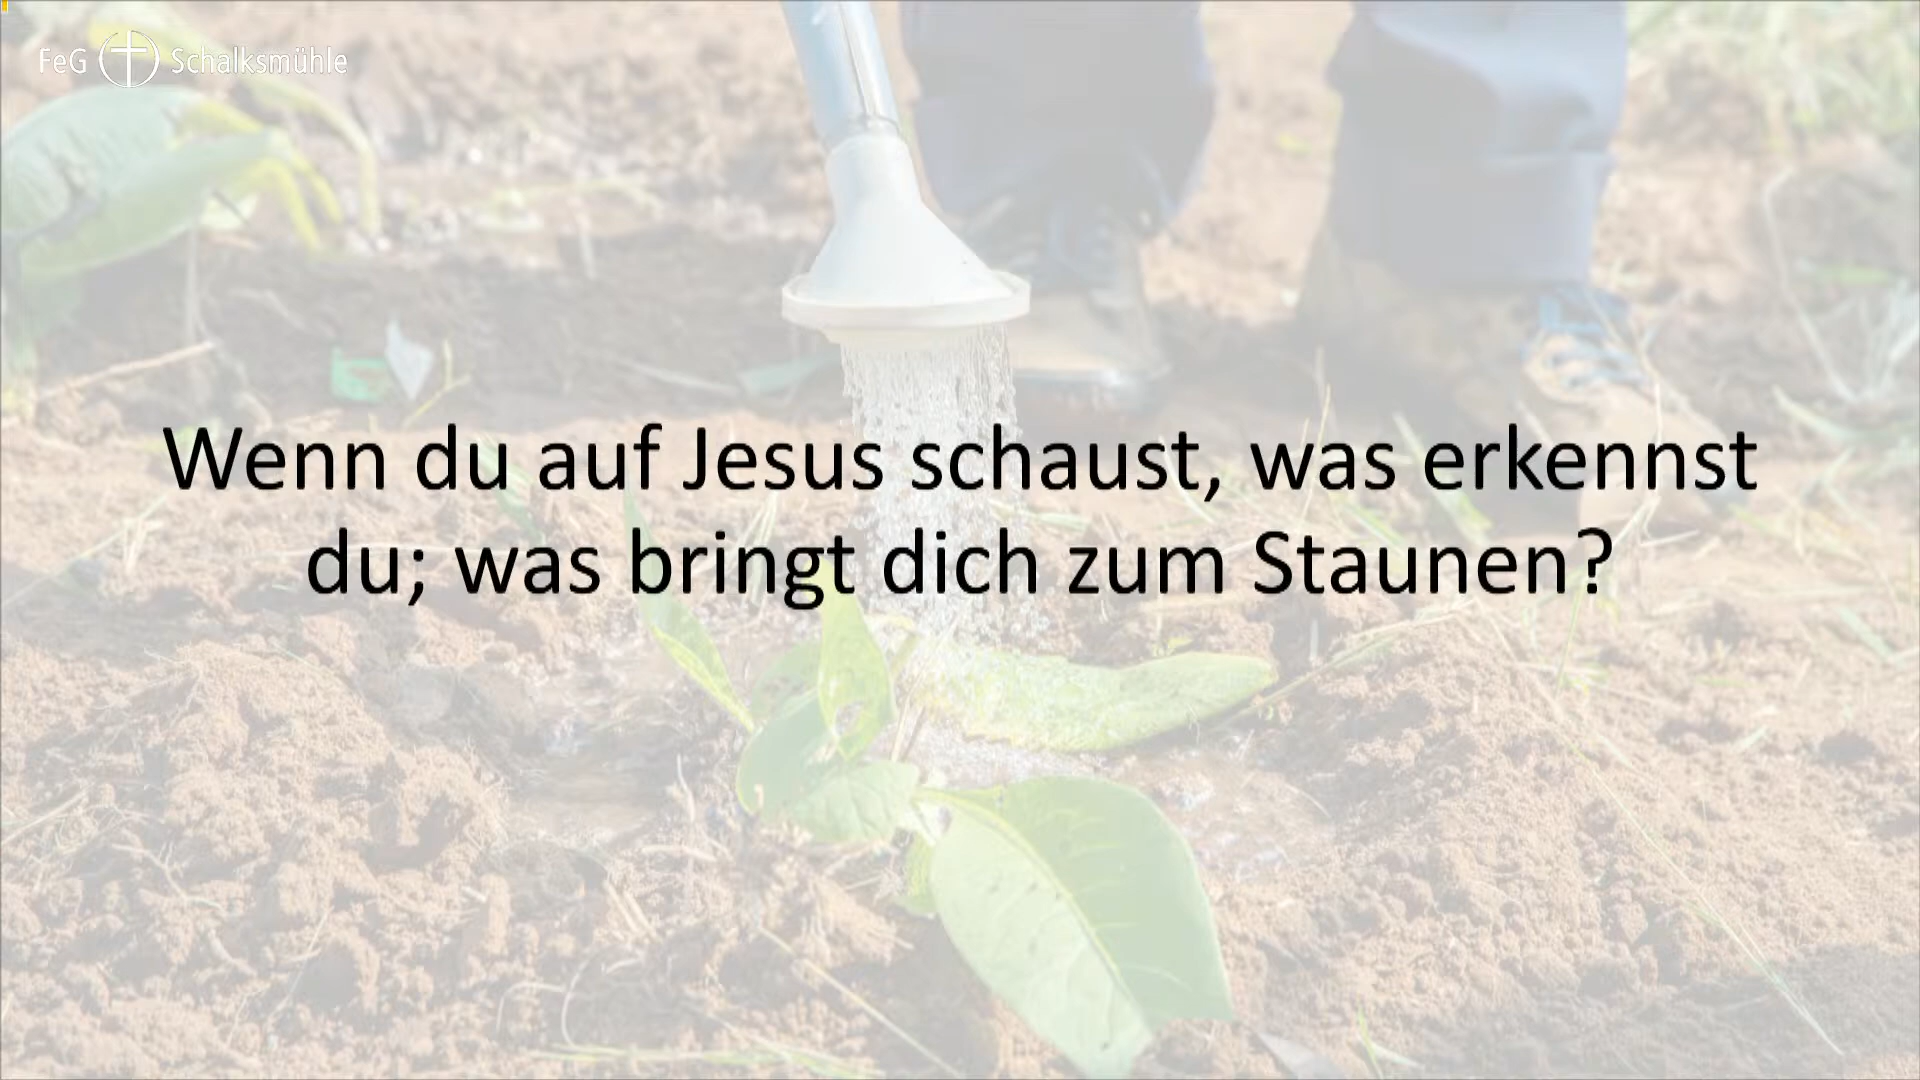 FeG Schalksmühle
Wenn du auf Jesus schaust, was erkennst
du; was bringt dich zum Staunen?